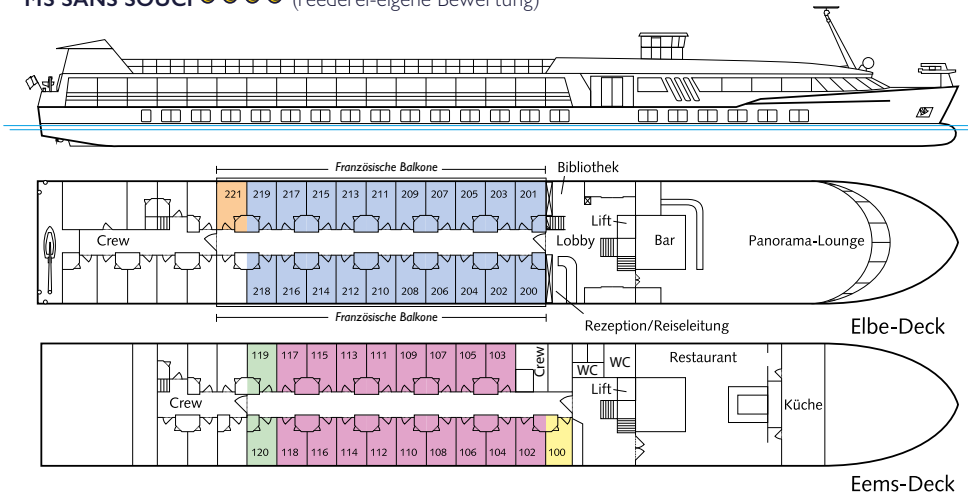 MS SANS SOUCI (reederei-eigene Bewertung)
Französische Balkone
Bibliothek
221 219 217 215 213 211 209 207 205 203 201
Lift
Crew
Lobby
Bar
Panorama-Lounge
218 216 214 212 210 208 206 204 202 200
Französische Balkone
Rezeption/Reiseleitung
Elbe-Deck
119 117 115 113 111 109 107 105 103
Crew
WC
WC
Restaurant
Lift
Crew
Küche
120 118 116 114 112 110 108 106 104 102 100
Eems-Deck